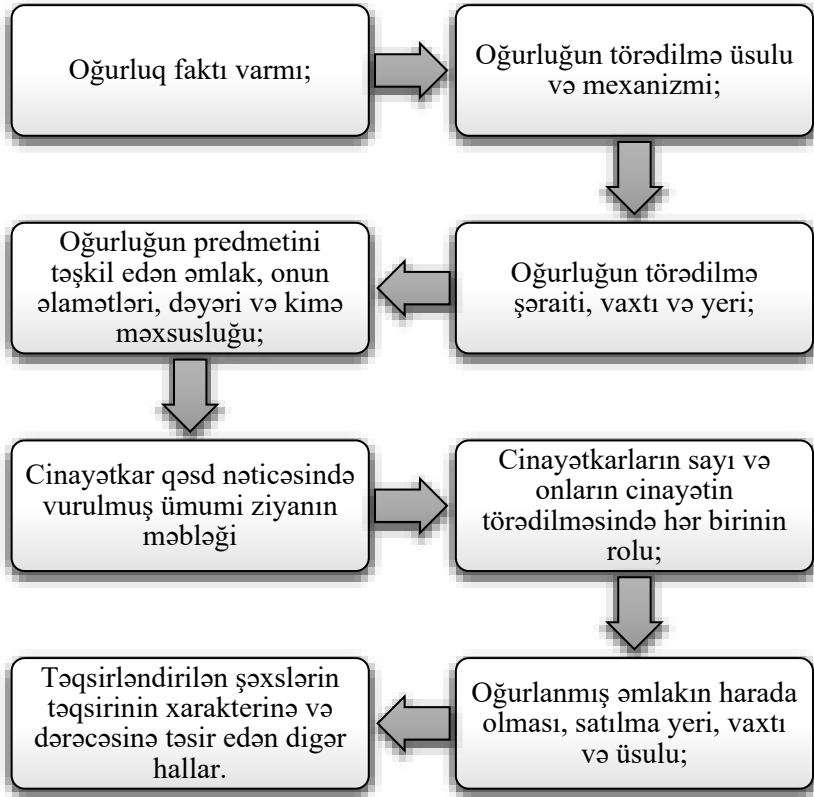 Oğurluq faktı varmı;
Oğurluğun törədilmə üsulu
və mexanizmi;
Oğurluğun törədilmə
şəraiti, vaxtı və yeri;
Oğurluğun predmetini
təşkil edən əmlak, onun
əlamətləri, dəyəri və kimə
məxsusluğu;
Cinayətkar qəsd nəticəsində
vurulmuş ümumi ziyanın
məbləği
Cinayətkarların sayı və
onların cinayətin
törədilməsində hər birinin
rolu;
Oğurlanmış əmlakın harada
olması, satılma yeri, vaxtı
və üsulu;
Təqsirləndirilən şəxslərin
təqsirinin xarakterinə və
dərəcəsinə təsir edən digər
hallar.